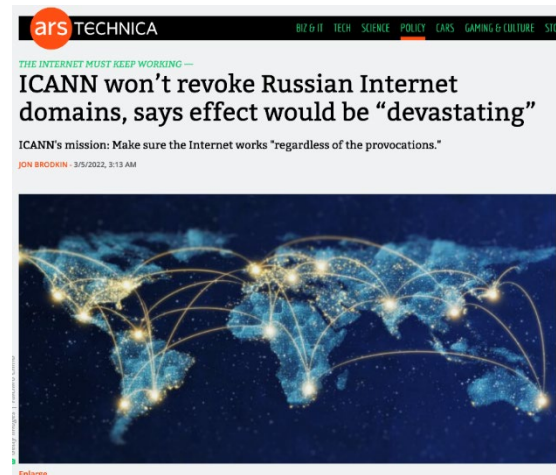 ars TECHNICA
BIZ & IT TECH SCIENCE POLICY CARS GAMING & CULTURE
THE INTERNET MUST KEEP WORKING —
ICANN won’t revoke Russian Internet
domains, says effect would be “devastating”
ICANN's mission: Make sure the Internet works "regardless of the provocations."
JON BRODKIN - 3/5/2022, 3:13 AM
Enlarge